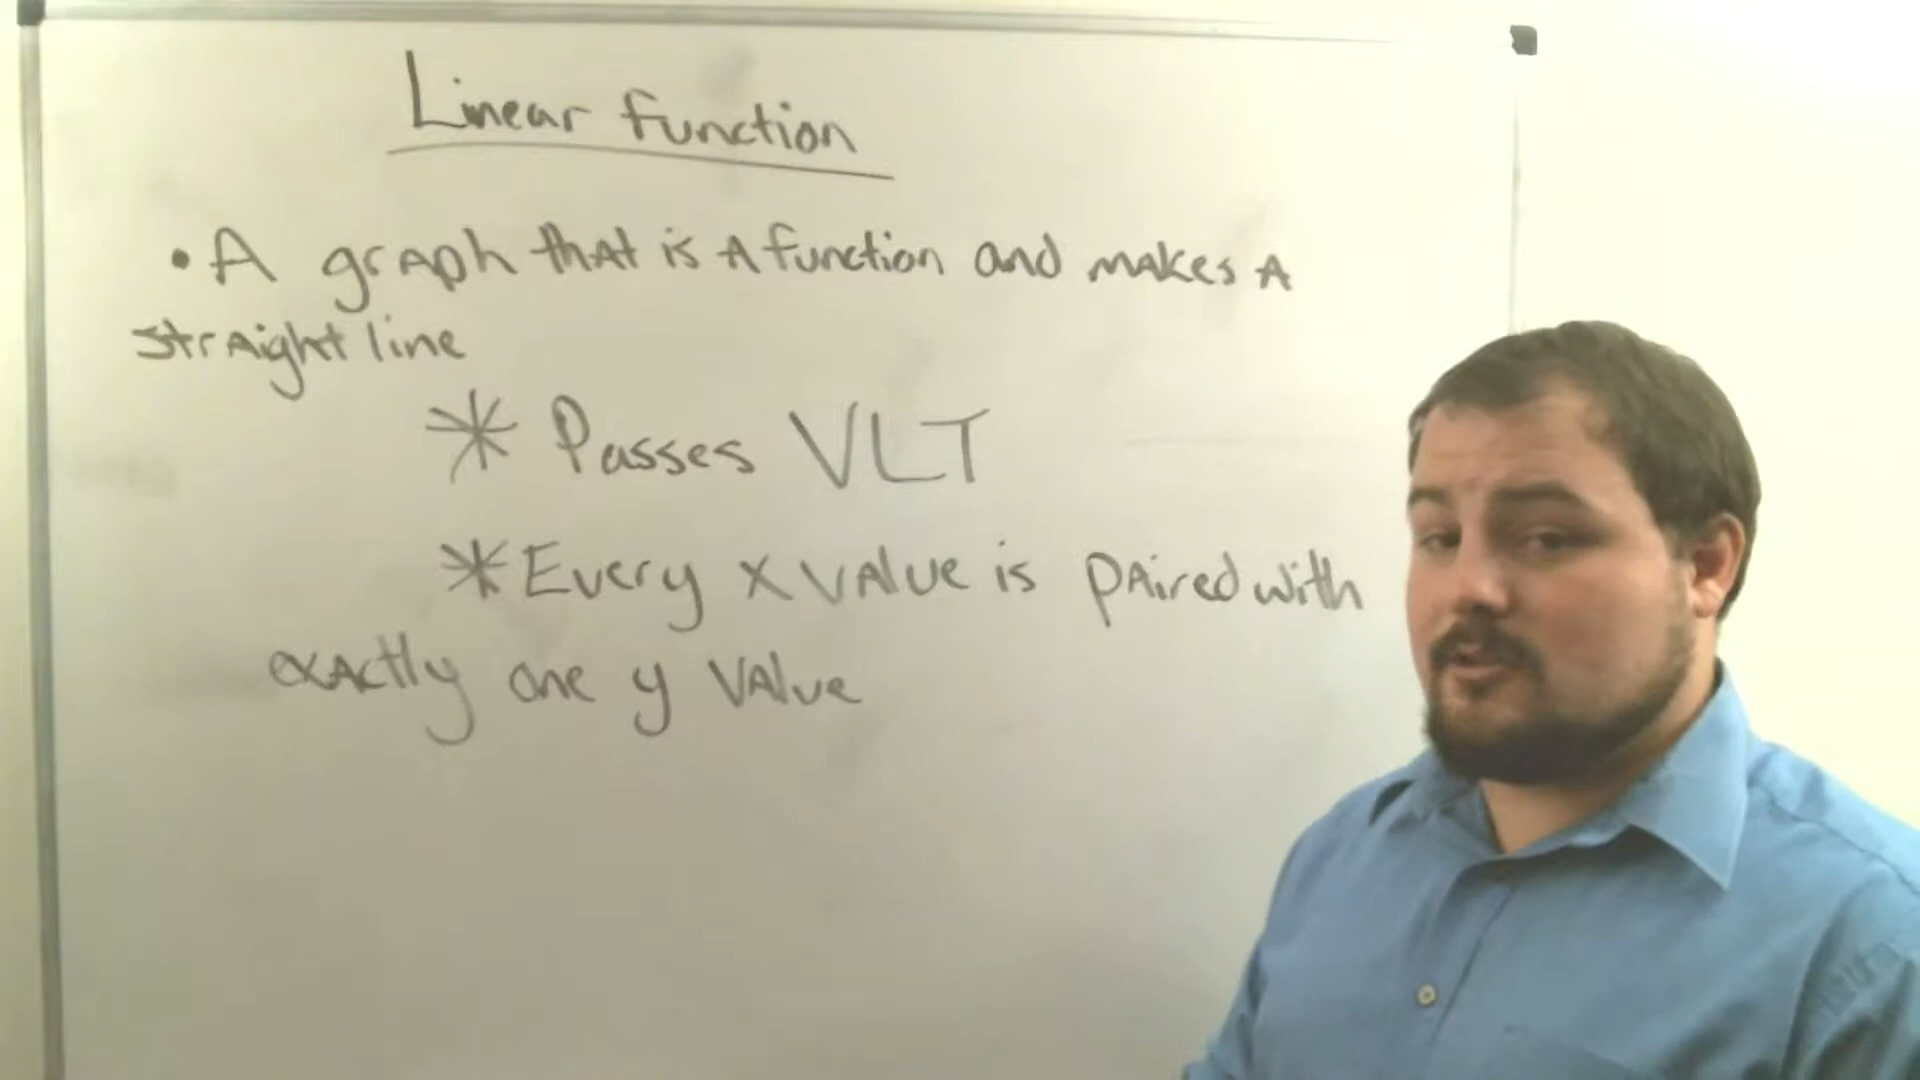 Linear function
• A graph that is A function and makes A
straight line
* Passes VLT
* Every x value is paired with
exactly one y value